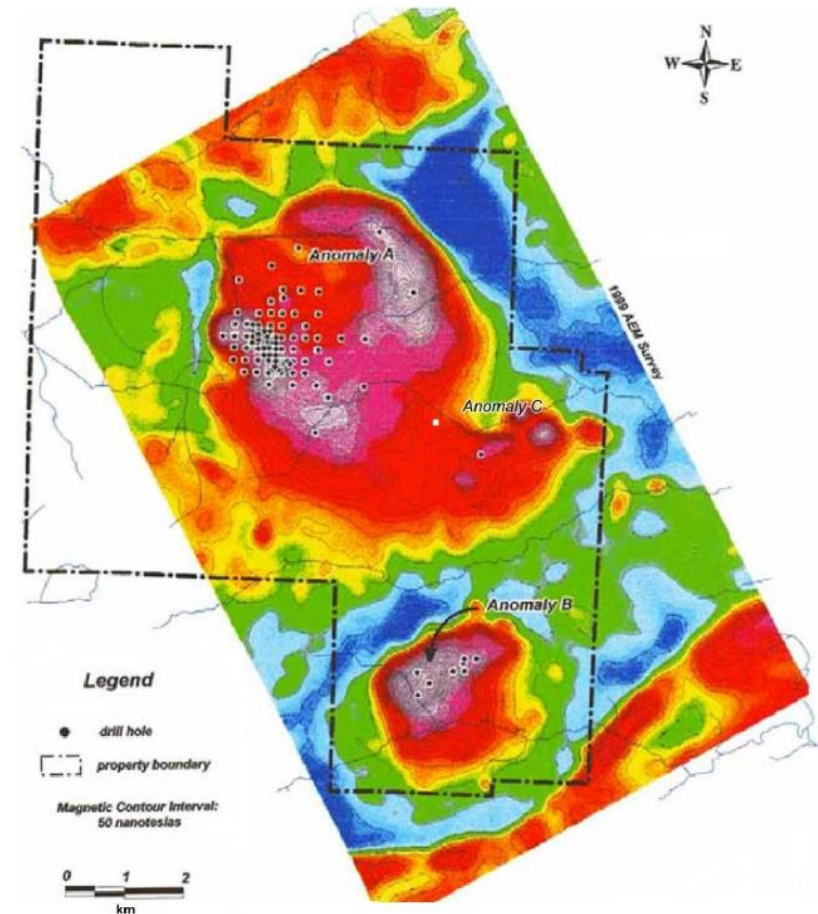 N
W E
S
Anomaly A
1999 AEM Survey
Anomaly C
Anomaly B
Legend
drill hole
property boundary
Magnetic Contour Interval:
50 nanoteslas
0 1 2
km